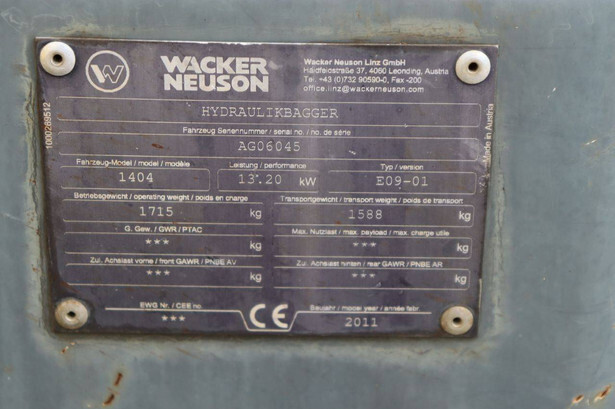 WACKER
NEUSON
Wacker Neuson Linz GmbH
Haidfeldstraße 37, 4060 Leonding, Austria
Tel +43 (0)732 90590-0, Fax -200
office.linz@wackerneuson.com
HYDRAULIKBAGGER
Fahrzeug Seriennummer / serial no. / no. de série
AG06045
Fahrzeug-Model / model / modèle
1404
Leistung / performance
13.20 kW
Typ / version
E09-01
Betriebsgewicht / operating weight / poids en charge
1715 kg
Transportgewicht / transport weight / poids de transport
1588 kg
G. Gew. / GWR / PTAC
*** kg
Max. Nutzlast / max. payload / max. charge utile
*** kg
Zul. Achslast vorne / front GAWR / PNBE AV
*** kg
Zul. Achslast hinten / rear GAWR / PNBE AR
*** kg
EWG Nr. / CEE no.
***
CE
Baujahr / model year / année fabr.
2011
1000269512
Made in Austria